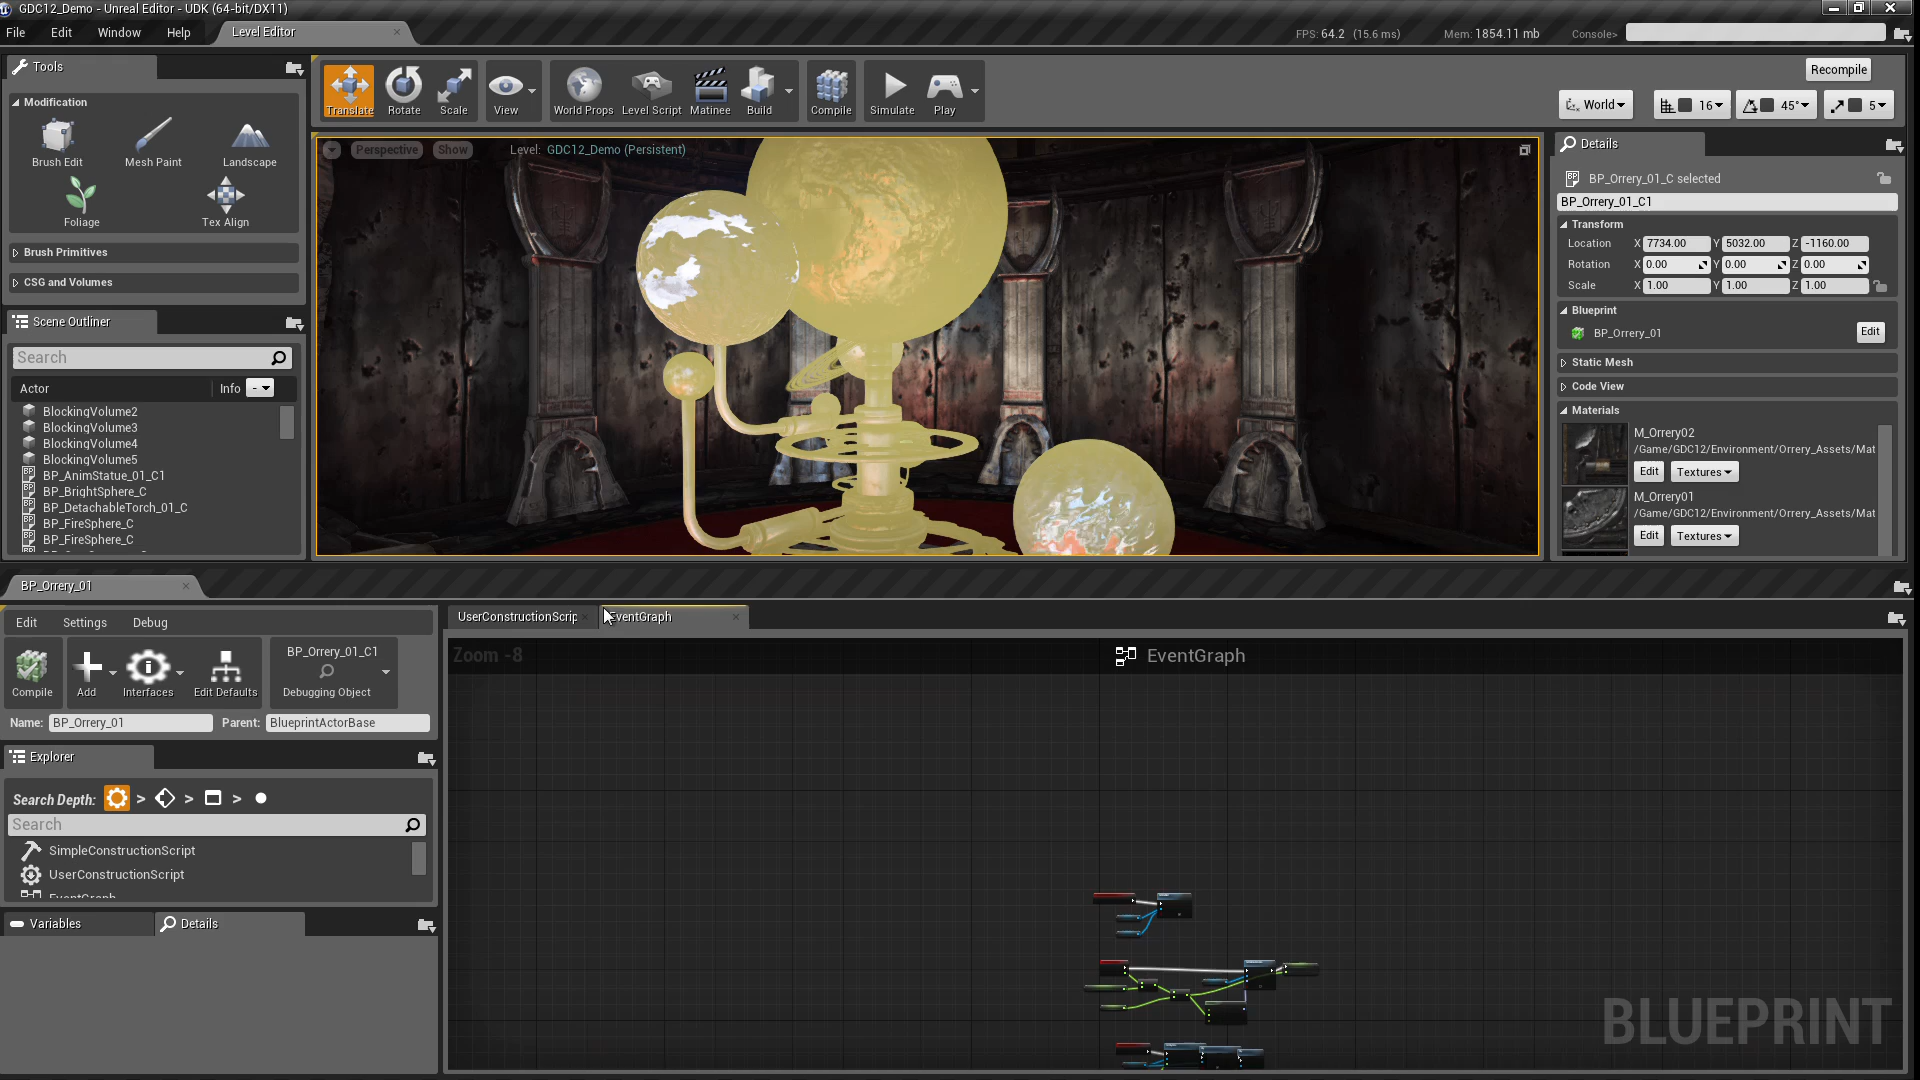 GDC12_Demo - Unreal Editor - UDK (64-bit/DX11)
File Edit Window Help
Level Editor
FPS: 64.2 (15.6 ms) Mem: 1854.11 mb Console>
Tools
Modification
Brush Edit
Mesh Paint
Landscape
Foliage
Tex Align
Brush Primitives
CSG and Volumes
Translate
Rotate
Scale
View
World Props
Level Script
Matinee
Build
Compile
Simulate
Play
Recompile
World
16
45°
5
Perspective Show Level: GDC12_Demo (Persistent)
Scene Outliner
Search
Actor Info -
BlockingVolume2
BlockingVolume3
BlockingVolume4
BlockingVolume5
BP_AnimStatue_01_C1
BP_BrightSphere_C
BP_DetachableTorch_01_C
BP_FireSphere_C
BP_FireSphere_C
Details
BP_Orrery_01_C selected
BP_Orrery_01_C1
Transform
Location X 7734.00 Y 5032.00 Z -1160.00
Rotation X 0.00 Y 0.00 Z 0.00
Scale X 1.00 Y 1.00 Z 1.00
Blueprint
BP_Orrery_01 Edit
Static Mesh
Code View
Materials
M_Orrery02
/Game/GDC12/Environment/Orrery_Assets/Mat
Edit Textures
M_Orrery01
/Game/GDC12/Environment/Orrery_Assets/Mat
Edit Textures
BP_Orrery_01
Edit Settings Debug
Compile
Add
Interfaces
Edit Defaults
BP_Orrery_01_C1
Debugging Object
Name: BP_Orrery_01 Parent: BlueprintActorBase
Explorer
Search Depth: > > >
Search
SimpleConstructionScript
UserConstructionScript
EventGraph
Variables
Details
UserConstructionScrip
EventGraph
Zoom -8
EventGraph
BLUEPRINT